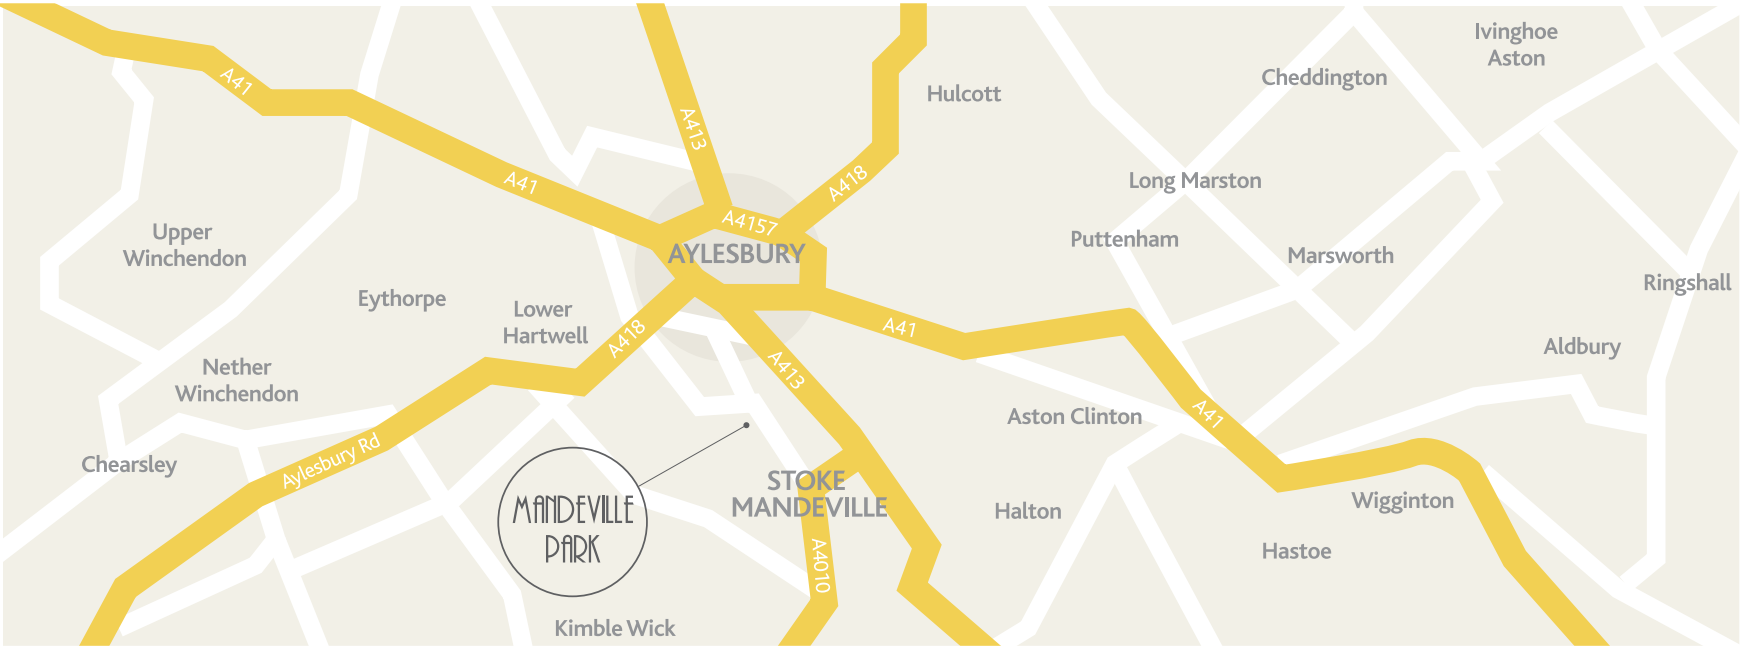 Ivinghoe
Aston
Cheddington
A41
Hulcott
A413
A41
A418
Long Marston
A4157
Upper
Winchendon
AYLESBURY
Puttenham
Marsworth
Ringshall
Eythorpe
Lower
Hartwell
A418
A41
Aldbury
Nether
Winchendon
A413
Aston Clinton
A41
Aylesbury Rd
Chearsley
STOKE
MANDEVILLE
MANDEVILLE
PARK
Halton
Wigginton
A4010
Hastoe
Kimble Wick